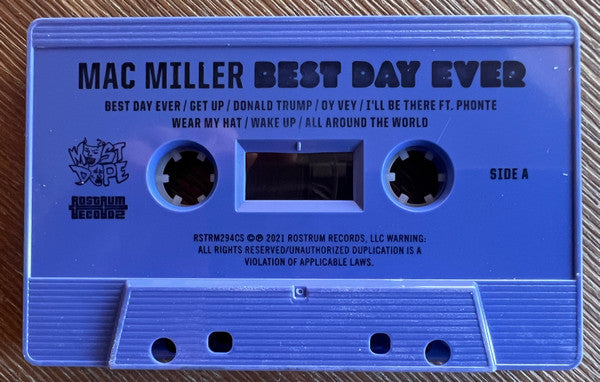 MAC MILLER BEST DAY EVER
BEST DAY EVER / GET UP / DONALD TRUMP / OY VEY / I'LL BE THERE FT. PHONTE
WEAR MY HAT / WAKE UP / ALL AROUND THE WORLD
MOST
DOPE
ROSTRUM
RECORDS
SIDE A
RSTRM294CS ©℗ 2021 ROSTRUM RECORDS, LLC WARNING:
ALL RIGHTS RESERVED/UNAUTHORIZED DUPLICATION IS A
VIOLATION OF APPLICABLE LAWS.